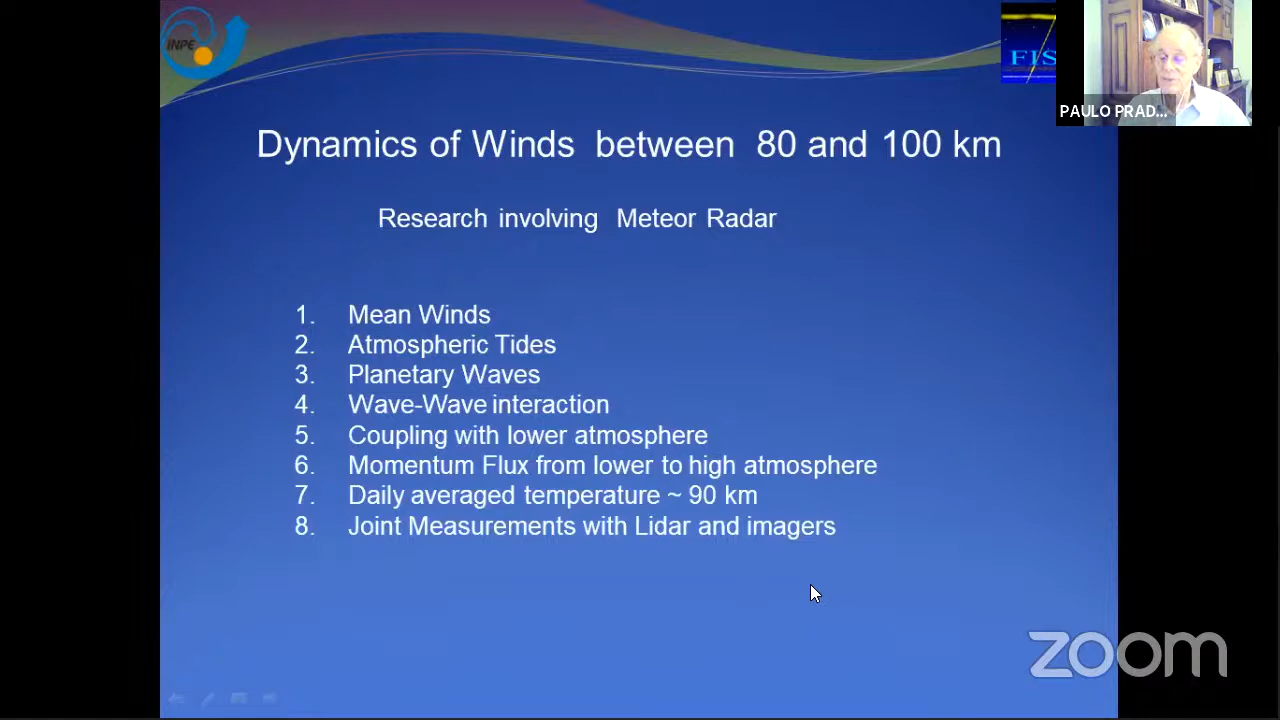 INPE
FIS
PAULO PRAD...
Dynamics of Winds between 80 and 100 km
Research involving Meteor Radar
1. Mean Winds
2. Atmospheric Tides
3. Planetary Waves
4. Wave-Wave interaction
5. Coupling with lower atmosphere
6. Momentum Flux from lower to high atmosphere
7. Daily averaged temperature ~ 90 km
8. Joint Measurements with Lidar and imagers
zoom